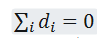 ∑ᵢ dᵢ = 0